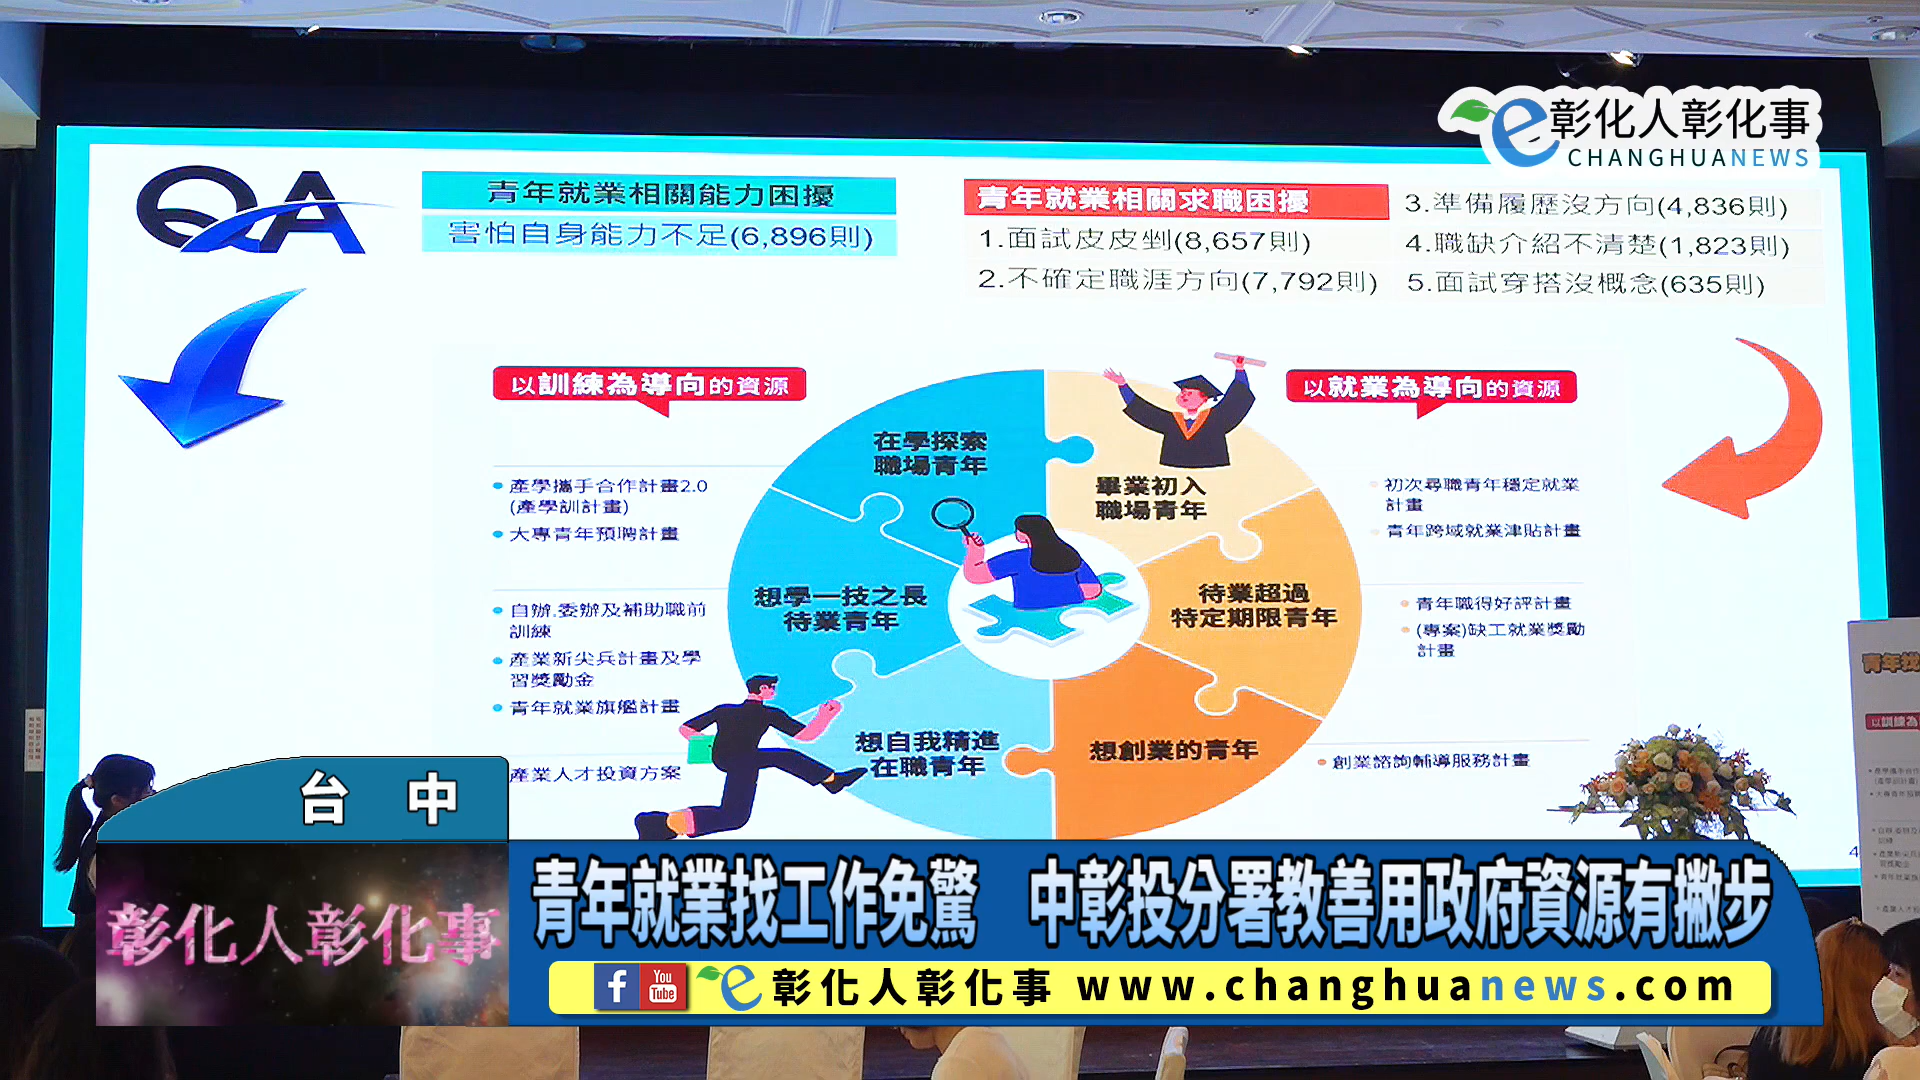 彰化人彰化事
CHANGHUANEWS
QA
青年就業相關能力困擾
害怕自身能力不足(6,896則)
青年就業相關求職困擾
1.面試皮皮剉(8,657則)
2.不確定職涯方向(7,792則)
3.準備履歷沒方向(4,836則)
4.職缺介紹不清楚(1,823則)
5.面試穿搭沒概念(635則)
以訓練為導向的資源
產學攜手合作計畫2.0
(產學訓計畫)
大專青年預聘計畫
自辦.委辦及補助職前
訓練
產業新尖兵計畫及學
習獎勵金
青年就業旗艦計畫
產業人才投資方案
在學探索
職場青年
畢業初入
職場青年
想學一技之長
待業青年
待業超過
特定期限青年
想自我精進
在職青年
想創業的青年
以就業為導向的資源
初次尋職青年穩定就業
計畫
青年跨域就業津貼計畫
青年職得好評計畫
(專案)缺工就業獎勵
計畫
創業諮詢輔導服務計畫
4
青年找
以訓練為
台 中
彰化人彰化事
青年就業找工作免驚 中彰投分署教善用政府資源有撇步
f You Tube e 彰化人彰化事 www.changhuanews.com